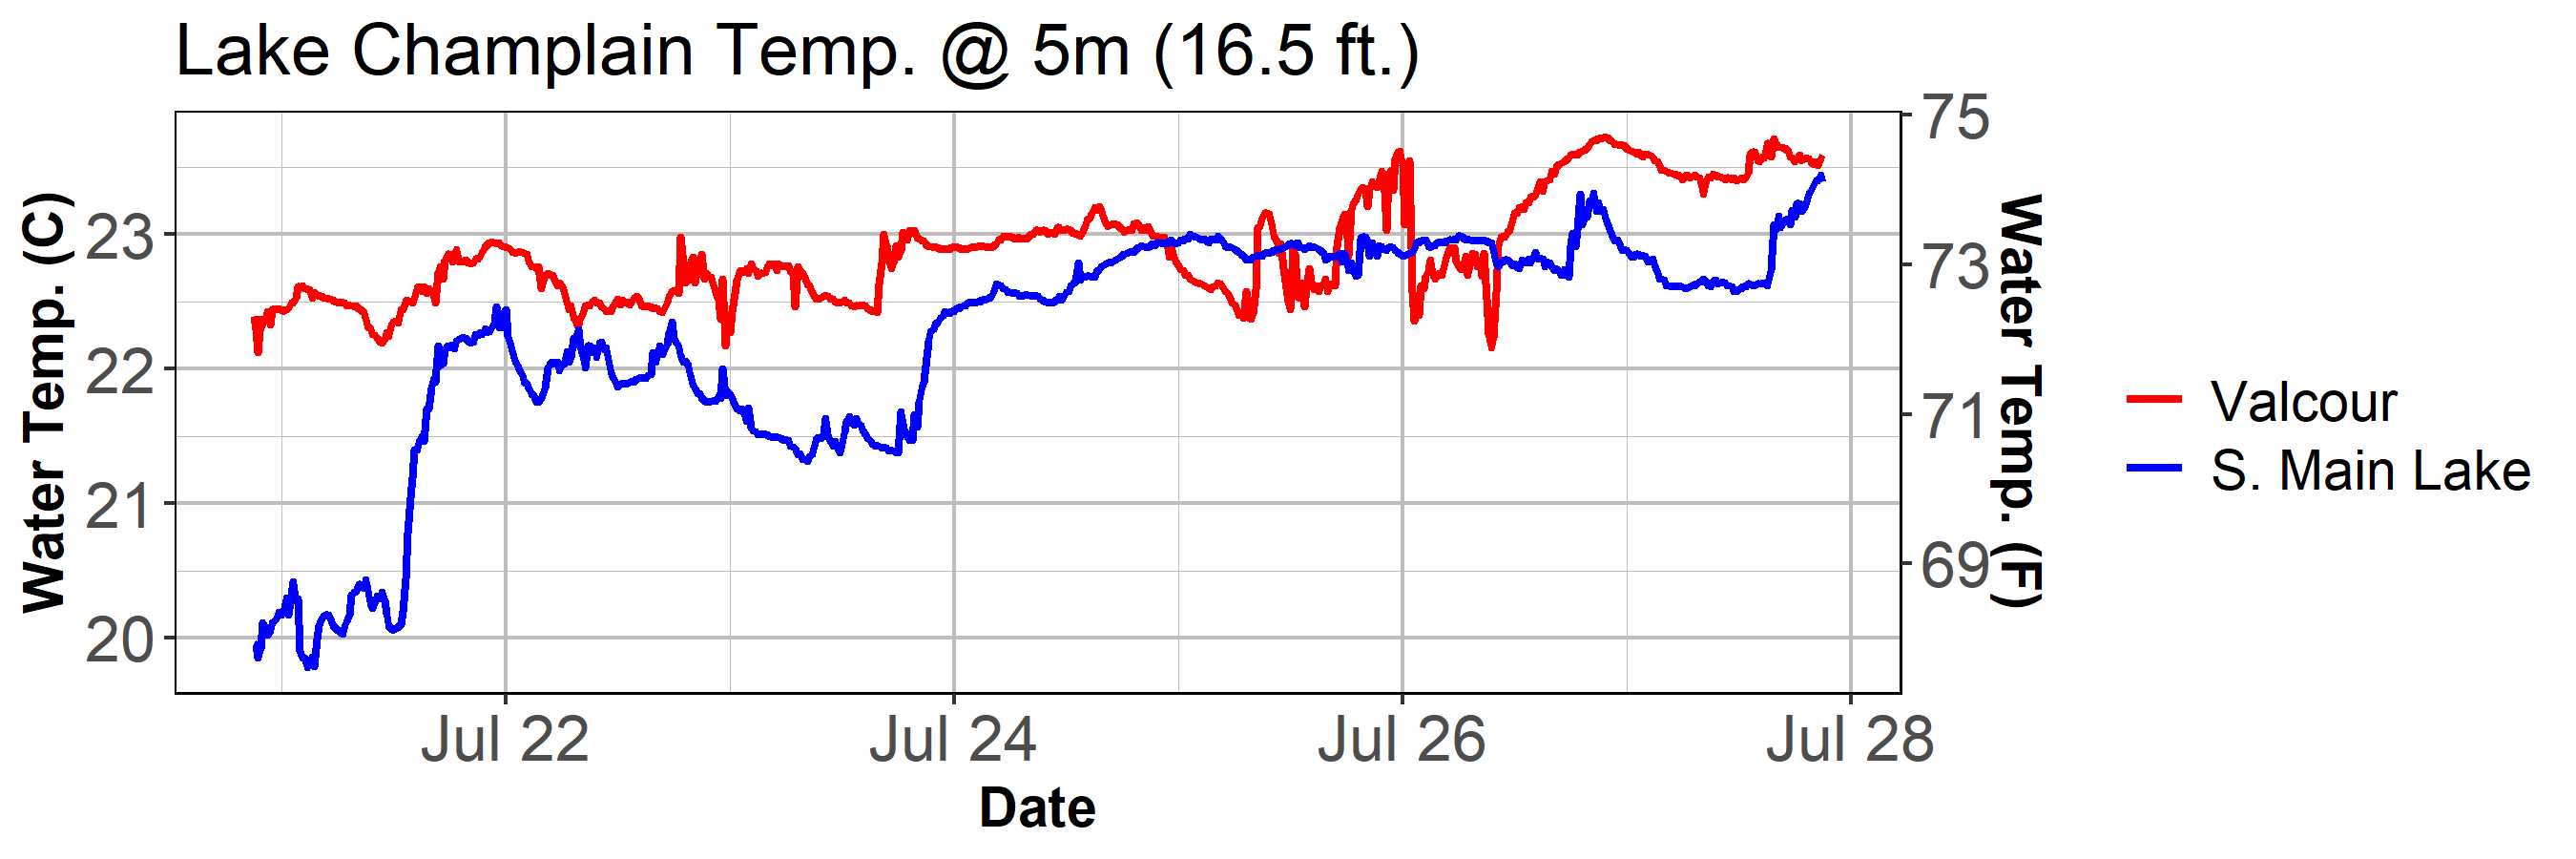 Lake Champlain Temp. @ 5m (16.5 ft.)
Water Temp. (C)
23
22
21
20
75
73
71
69
Water Temp. (F)
Jul 22
Jul 24
Jul 26
Jul 28
Date
Valcour
S. Main Lake